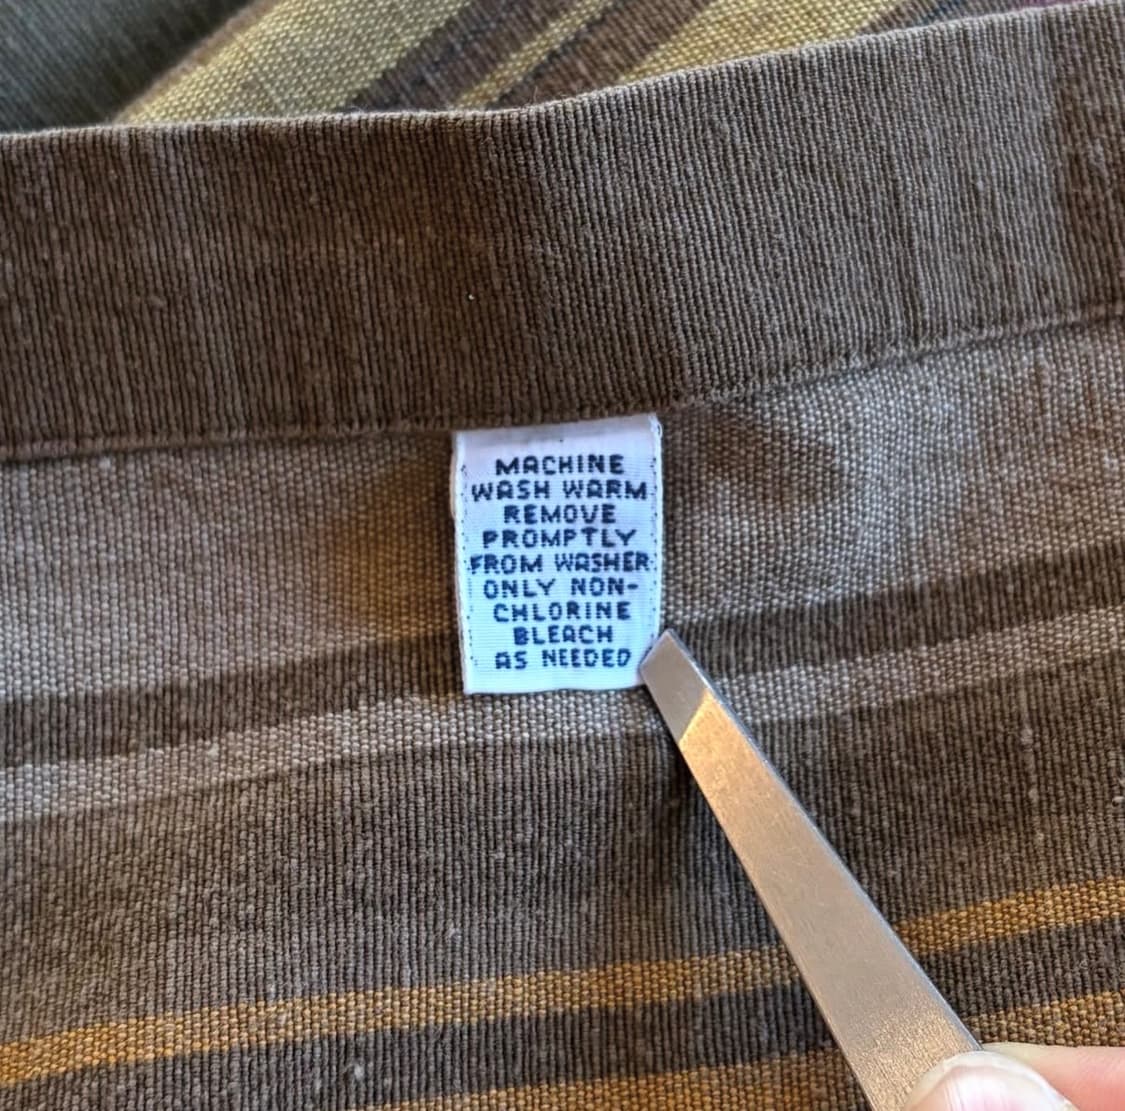 MACHINE
WASH WARM
REMOVE
PROMPTLY
FROM WASHER
ONLY NON-
CHLORINE
BLEACH
AS NEEDED